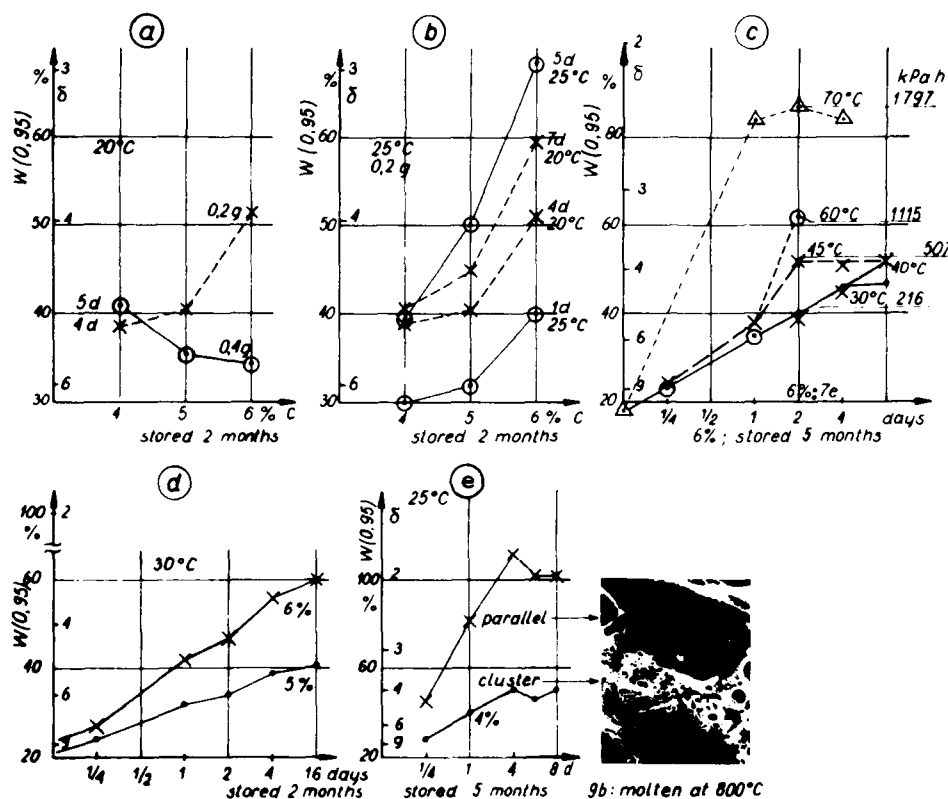 a
% 3
δ
W(0,95)
60
20°C
50
4
0,2g
40
5d
4d
0,4g
6
30
4 5 6 % C
stored 2 months
b
% 3
δ
W(0,95)
60
25°C
0,2g
5d
25°C
7d
20°C
50
4
4d
20°C
40
1d
25°C
6
30
4 5 6 % C
stored 2 months
c
2
%
δ
kPa h
1797
70°C
W(0,95)
80
3
60
60°C
1115
4
45°C
507
40°C
40
30°C
216
6
9
20
6%:7e
1/4 1/2 1 2 4 days
6%; stored 5 months
d
100
%
2
W(0,95)
60
30°C
4
6%
40
6
5%
9
20
1/4 1/2 1 2 4 16 days
stored 2 months
e
25°C
W(0,95)
δ
100
%
2
parallel
3
60
cluster
4
4%
6
9
20
1/4 1 4 8 d
stored 5 months
9b: molten at 800°C